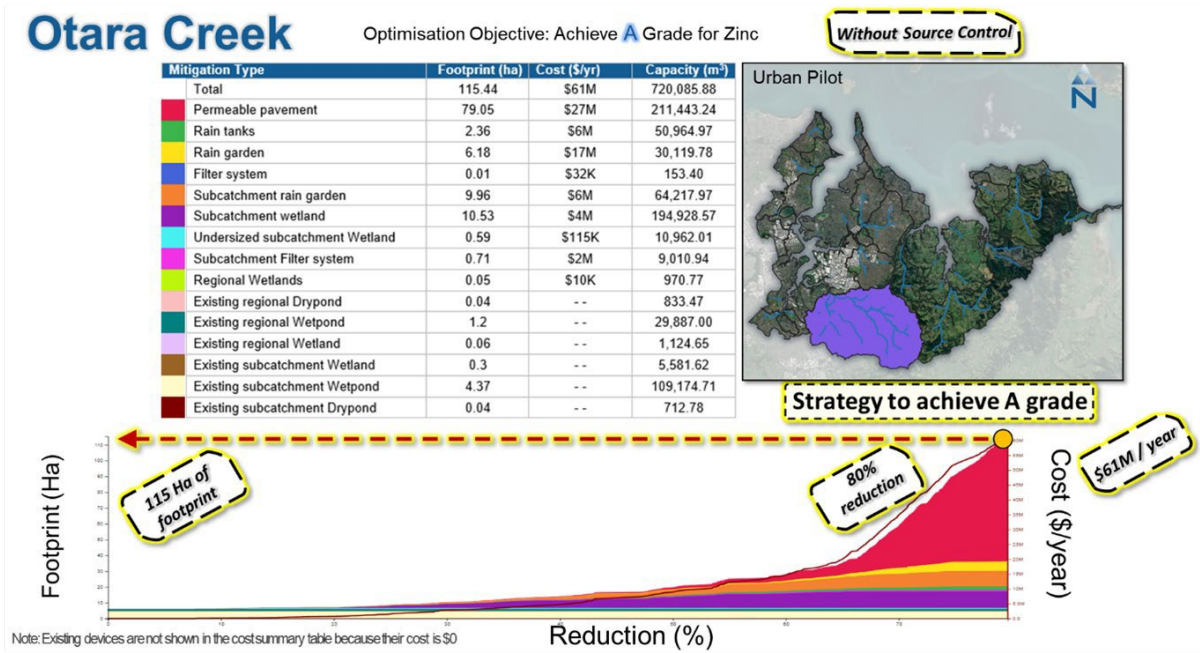 Otara Creek
Optimisation Objective: Achieve A Grade for Zinc
Without Source Control
Mitigation Type Footprint (ha) Cost ($/yr) Capacity (m³)
Total 115.44 $61M 720,085.88
Permeable pavement 79.05 $27M 211,443.24
Rain tanks 2.36 $6M 50,964.97
Rain garden 6.18 $17M 30,119.78
Filter system 0.01 $32K 153.40
Subcatchment rain garden 9.96 $6M 64,217.97
Subcatchment wetland 10.53 $4M 194,928.57
Undersized subcatchment Wetland 0.59 $115K 10,962.01
Subcatchment Filter system 0.71 $2M 9,010.94
Regional Wetlands 0.05 $10K 970.77
Existing regional Drypond 0.04 - - 833.47
Existing regional Wetpond 1.2 - - 29,887.00
Existing regional Wetland 0.06 - - 1,124.65
Existing subcatchment Wetland 0.3 - - 5,581.62
Existing subcatchment Wetpond 4.37 - - 109,174.71
Existing subcatchment Drypond 0.04 - - 712.78
Urban Pilot
N
Strategy to achieve A grade
Footprint (Ha)
115 Ha of
footprint
80%
reduction
Cost ($/year)
$61M / year
Reduction (%)
Note: Existing devices are not shown in the cost summary table because their cost is $0